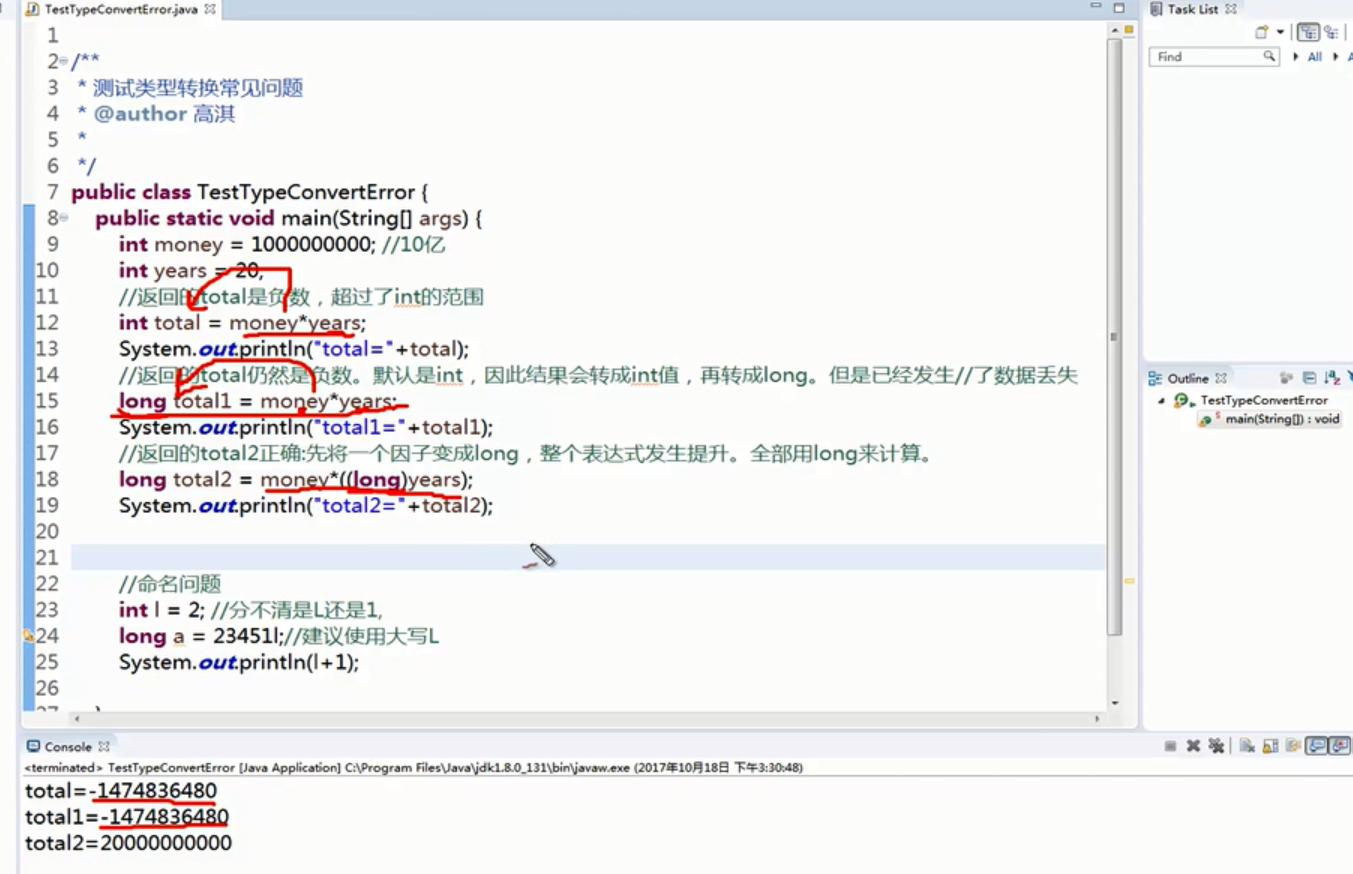 TestTypeConvertError.java
Task List
Find
All
1
2 /**
3 * 测试类型转换常见问题
4 * @author 高淇
5 *
6 */
7 public class TestTypeConvertError {
8 public static void main(String[] args) {
9 int money = 1000000000; //10亿
10 int years = 20;
11 //返回的total是负数，超过了int的范围
12 int total = money*years;
13 System.out.println("total="+total);
14 //返回的total仍然是负数。默认是int，因此结果会转成int值，再转成long。但是已经发生//了数据丢失
15 long total1 = money*years;
16 System.out.println("total1="+total1);
17 //返回的total2正确:先将一个因子变成long，整个表达式发生提升。全部用long来计算。
18 long total2 = money*((long)years);
19 System.out.println("total2="+total2);
20
21
22 //命名问题
23 int l = 2; //分不清是L还是1,
24 long a = 23451l;//建议使用大写L
25 System.out.println(l+1);
26
Outline
TestTypeConvertError
main(String[]) : void
Console
<terminated> TestTypeConvertError [Java Application] C:\Program Files\Java\jdk1.8.0_131\bin\javaw.exe (2017年10月18日 下午3:30:48)
total=-1474836480
total1=-1474836480
total2=20000000000